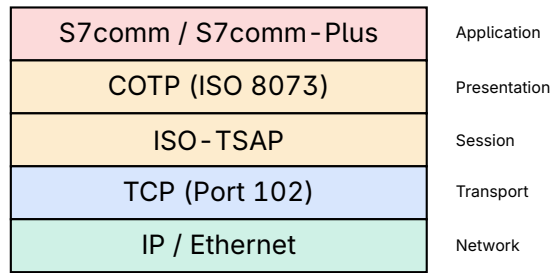 S7comm / S7comm-Plus Application
COTP (ISO 8073) Presentation
ISO-TSAP Session
TCP (Port 102) Transport
IP / Ethernet Network